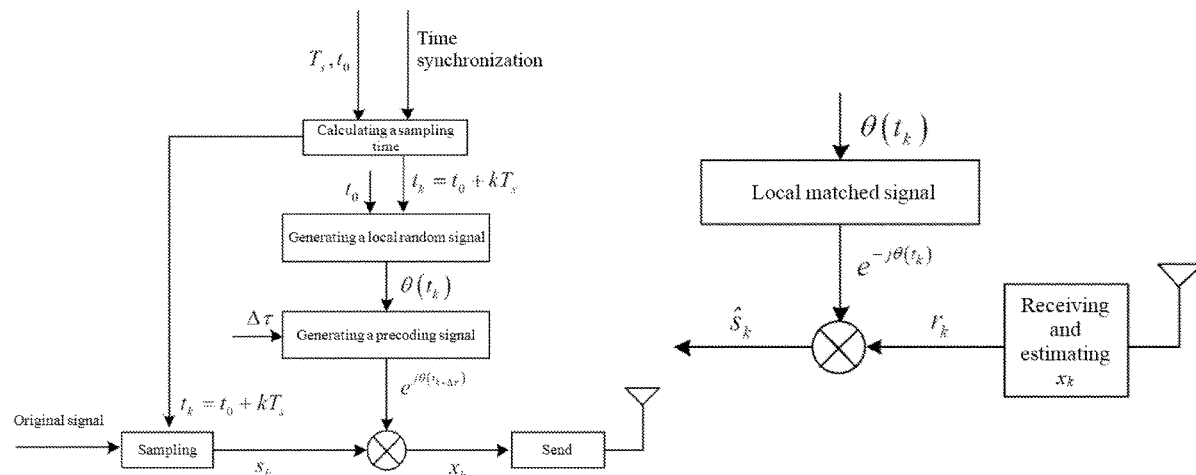 T_s, t_0
Time
synchronization
Calculating a sampling
time
t_0
t_k = t_0 + kT_s
Generating a local random signal
θ(t_k)
Δτ
Generating a precoding signal
e^{jθ(t_{k+Δτ})}
Original signal
t_k = t_0 + kT_s
Sampling
s_k
x_k
Send
θ(t_k)
Local matched signal
e^{-jθ(t_k)}
ŝ_k
r_k
Receiving
and
estimating
x_k